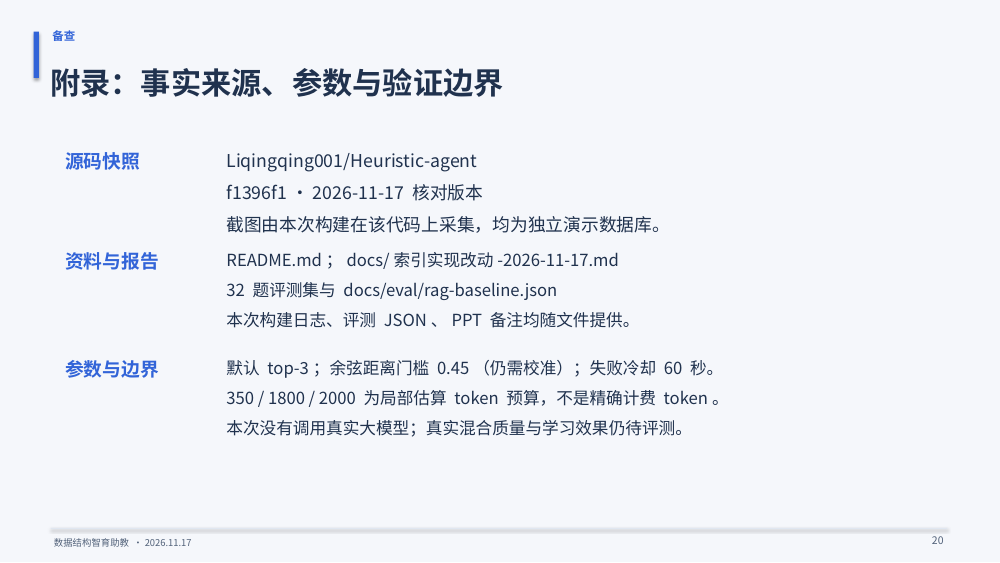 备查
附录：事实来源、参数与验证边界
源码快照
Liqingqing001/Heuristic-agent
f1396f1 · 2026-11-17 核对版本
截图由本次构建在该代码上采集，均为独立演示数据库。
资料与报告
README.md； docs/ 索引实现改动 -2026-11-17.md
32 题评测集与 docs/eval/rag-baseline.json
本次构建日志、评测 JSON 、 PPT 备注均随文件提供。
参数与边界
默认 top-3；余弦距离门槛 0.45 （仍需校准）；失败冷却 60 秒。
350 / 1800 / 2000 为局部估算 token 预算，不是精确计费 token 。
本次没有调用真实大模型；真实混合质量与学习效果仍待评测。
数据结构智育助教 · 2026.11.17
20